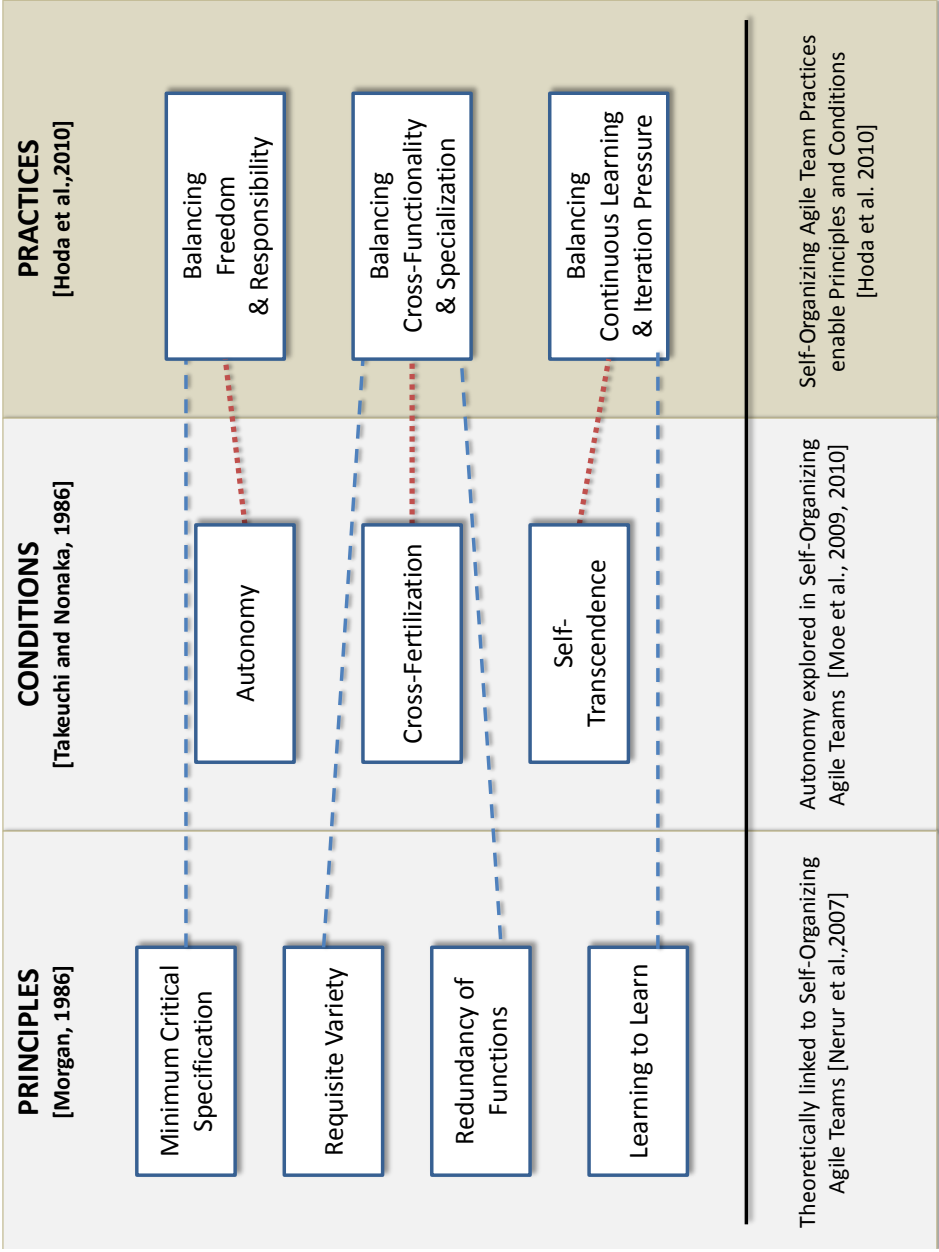 PRINCIPLES
[Morgan, 1986]
Minimum Critical
Specification
Requisite Variety
Redundancy of
Functions
Learning to Learn
Theoretically linked to Self-Organizing
Agile Teams [Nerur et al.,2007]
CONDITIONS
[Takeuchi and Nonaka, 1986]
Autonomy
Cross-Fertilization
Self-
Transcendence
Autonomy explored in Self-Organizing
Agile Teams [Moe et al., 2009, 2010]
PRACTICES
[Hoda et al.,2010]
Balancing
Freedom
& Responsibility
Balancing
Cross-Functionality
& Specialization
Balancing
Continuous Learning
& Iteration Pressure
Self-Organizing Agile Team Practices
enable Principles and Conditions
[Hoda et al. 2010]